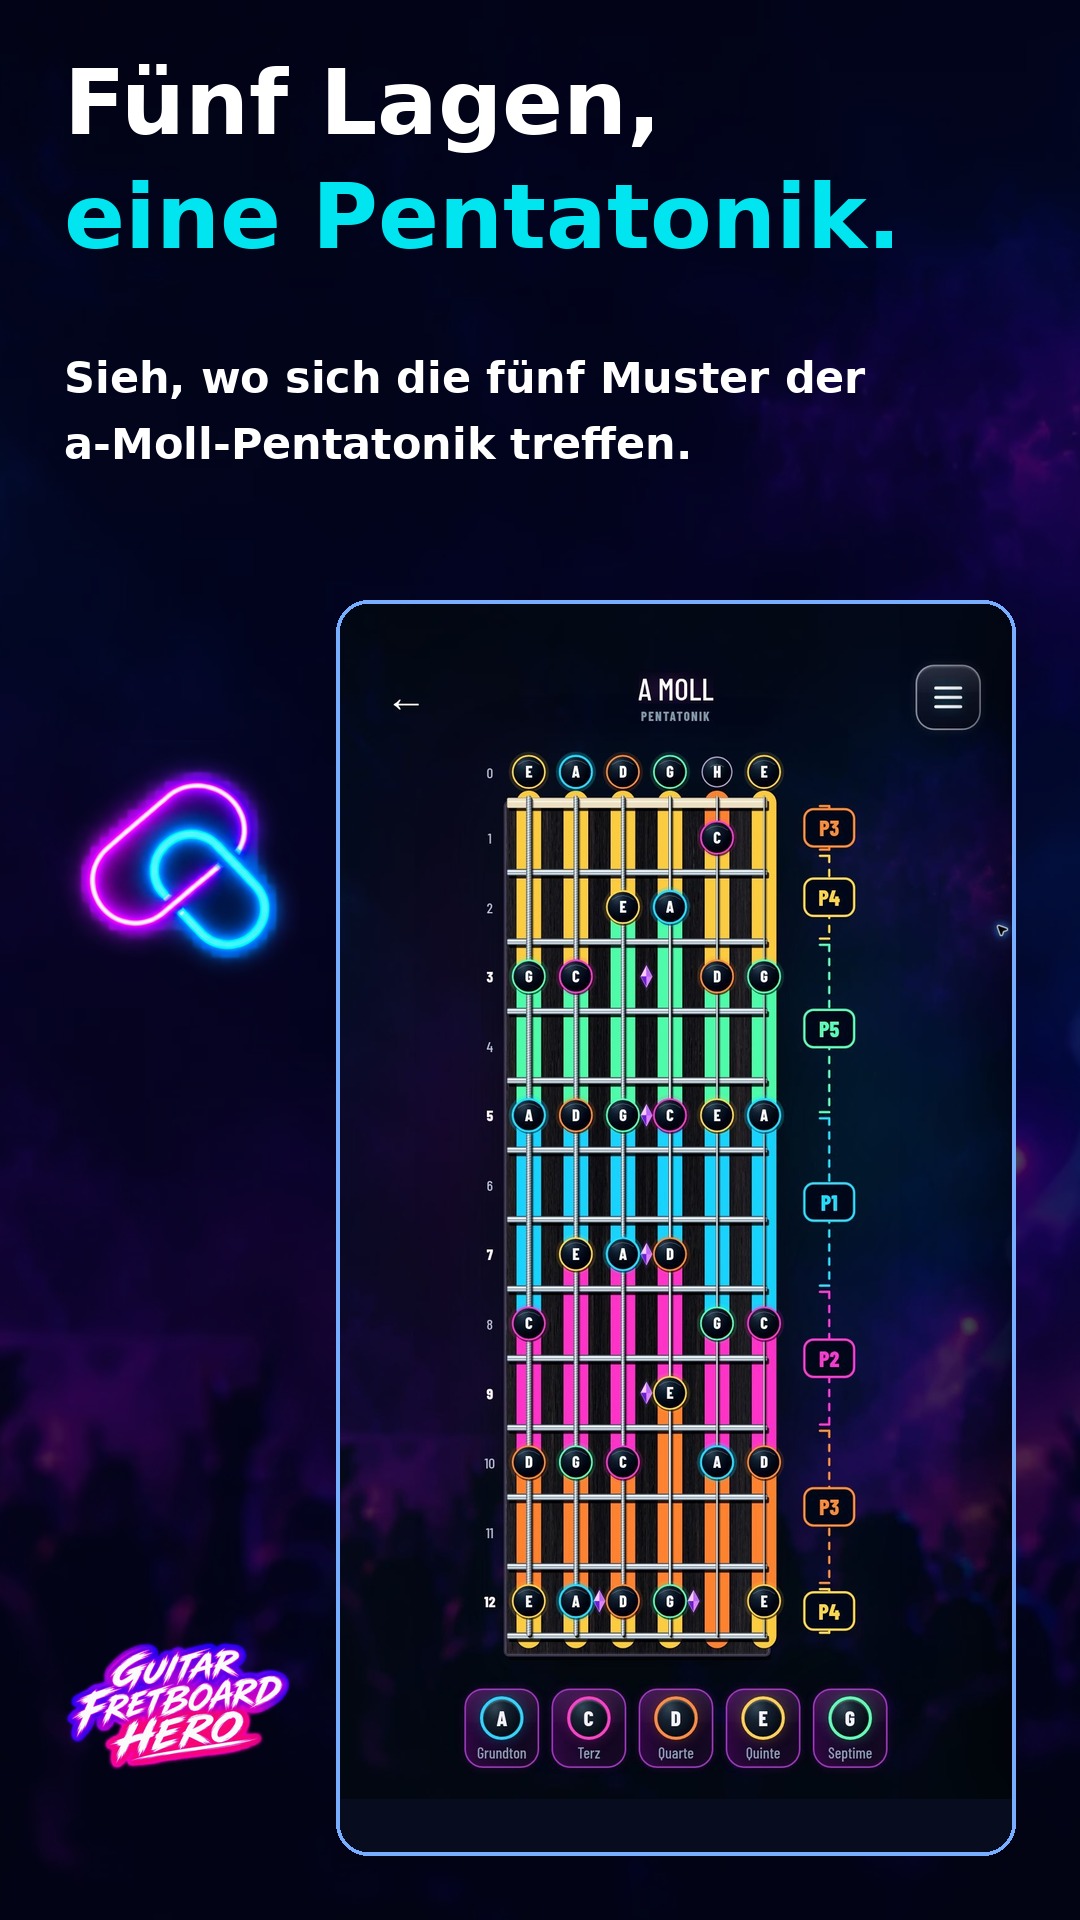 Fünf Lagen,
eine Pentatonik.
Sieh, wo sich die fünf Muster der
a-Moll-Pentatonik treffen.
←
A MOLL
PENTATONIK
0 E A D G H E
1 C
P3
2 E A
P4
3 G C D G
4
P5
5 A D G C E A
6
P1
7 E A D
8 C G C
P2
9 E
10 D G C A D
P3
11
12 E A D G E
P4
A C D E G
Grundton Terz Quarte Quinte Septime
GUITAR
FRETBOARD
HERO